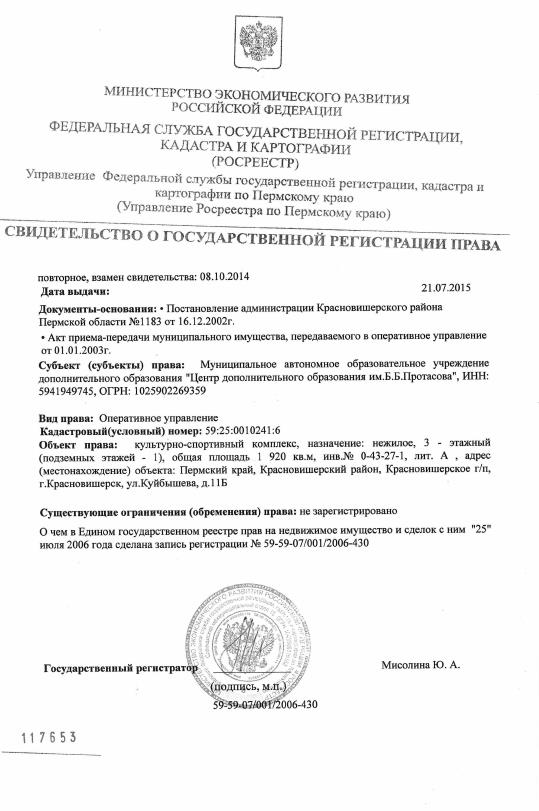 МИНИСТЕРСТВО ЭКОНОМИЧЕСКОГО РАЗВИТИЯ
РОССИЙСКОЙ ФЕДЕРАЦИИ
ФЕДЕРАЛЬНАЯ СЛУЖБА ГОСУДАРСТВЕННОЙ РЕГИСТРАЦИИ,
КАДАСТРА И КАРТОГРАФИИ
(РОСРЕЕСТР)
Управление Федеральной службы государственной регистрации, кадастра и
картографии по Пермскому краю
(Управление Росреестра по Пермскому краю)
СВИДЕТЕЛЬСТВО О ГОСУДАРСТВЕННОЙ РЕГИСТРАЦИИ ПРАВА
повторное, взамен свидетельства: 08.10.2014
Дата выдачи: 21.07.2015
Документы-основания: • Постановление администрации Красновишерского района
Пермской области №1183 от 16.12.2002г.
• Акт приема-передачи муниципального имущества, передаваемого в оперативное управление
от 01.01.2003г.
Субъект (субъекты) права: Муниципальное автономное образовательное учреждение
дополнительного образования "Центр дополнительного образования им.Б.Б.Протасова", ИНН:
5941949745, ОГРН: 1025902269359
Вид права: Оперативное управление
Кадастровый(условный) номер: 59:25:0010241:6
Объект права: культурно-спортивный комплекс, назначение: нежилое, 3 - этажный
(подземных этажей - 1), общая площадь 1 920 кв.м, инв.№ 0-43-27-1, лит. А , адрес
(местонахождение) объекта: Пермский край, Красновишерский район, Красновишерское г/п,
г.Красновишерск, ул.Куйбышева, д.11Б
Существующие ограничения (обременения) права: не зарегистрировано
О чем в Едином государственном реестре прав на недвижимое имущество и сделок с ним "25"
июля 2006 года сделана запись регистрации № 59-59-07/001/2006-430
Государственный регистратор Мисолина Ю. А.
(подпись, м.п.)
59-59-07/001/2006-430
117653